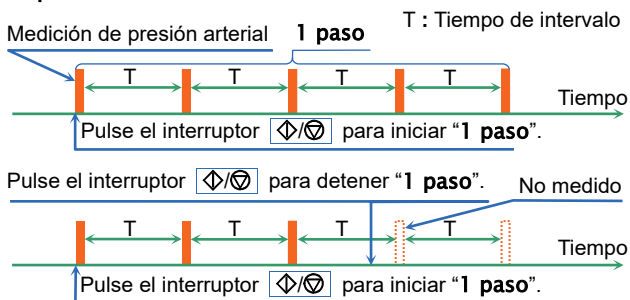 T : Tiempo de intervalo
Medición de presión arterial 1 paso
T T T T
Tiempo
Pulse el interruptor / para iniciar “1 paso”.
Pulse el interruptor / para detener “1 paso”.
No medido
T T T T
Tiempo
Pulse el interruptor / para iniciar “1 paso”.